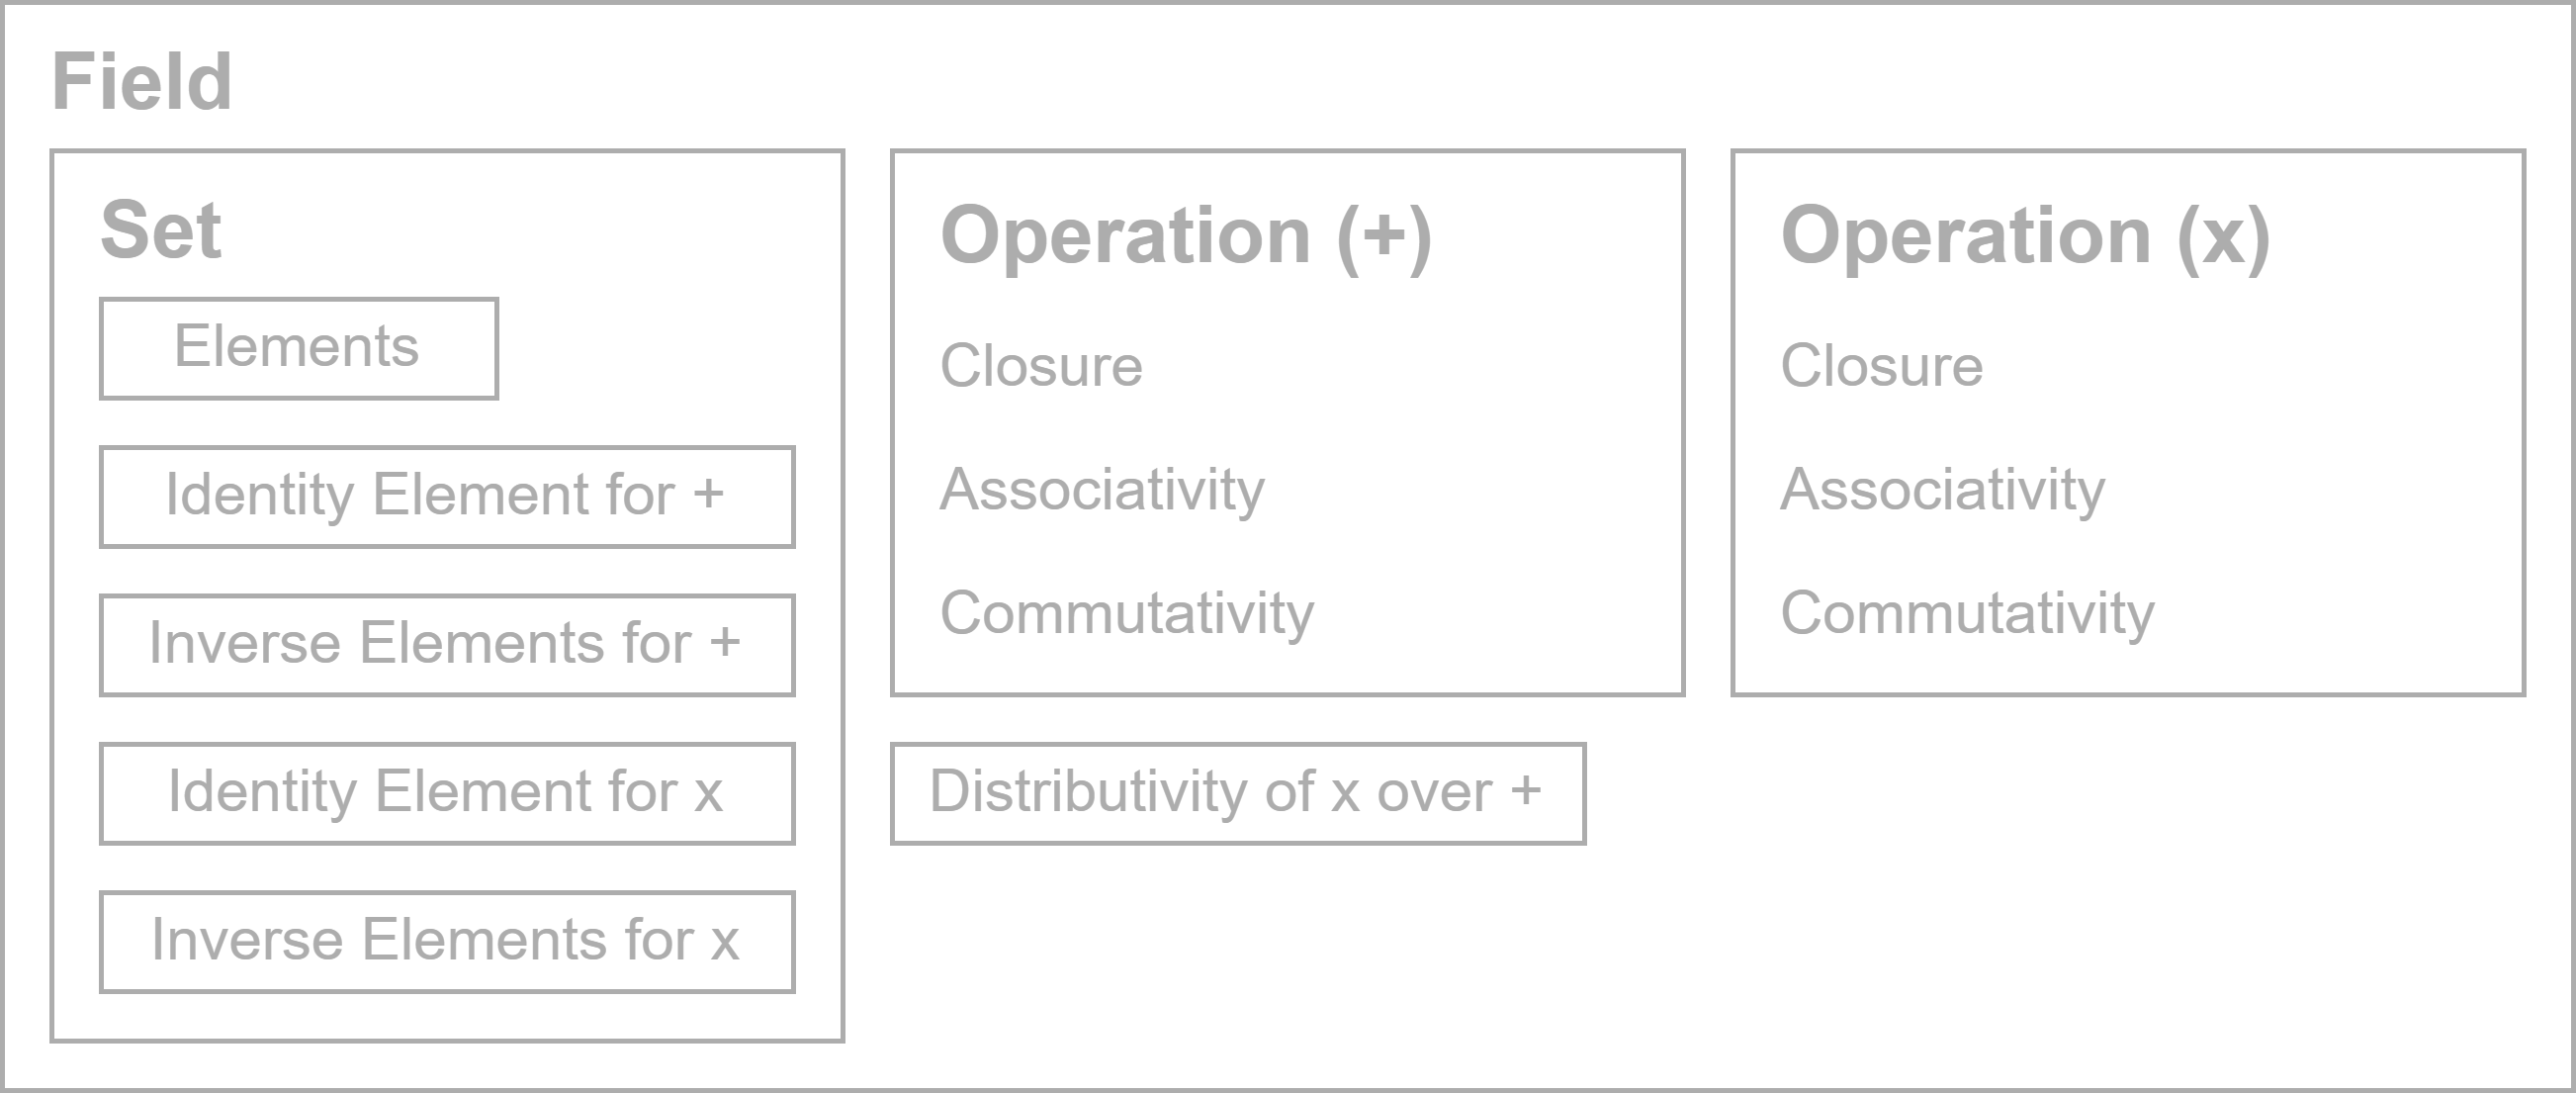 Field
Set
Elements
Identity Element for +
Inverse Elements for +
Identity Element for x
Inverse Elements for x
Operation (+)
Closure
Associativity
Commutativity
Operation (x)
Closure
Associativity
Commutativity
Distributivity of x over +